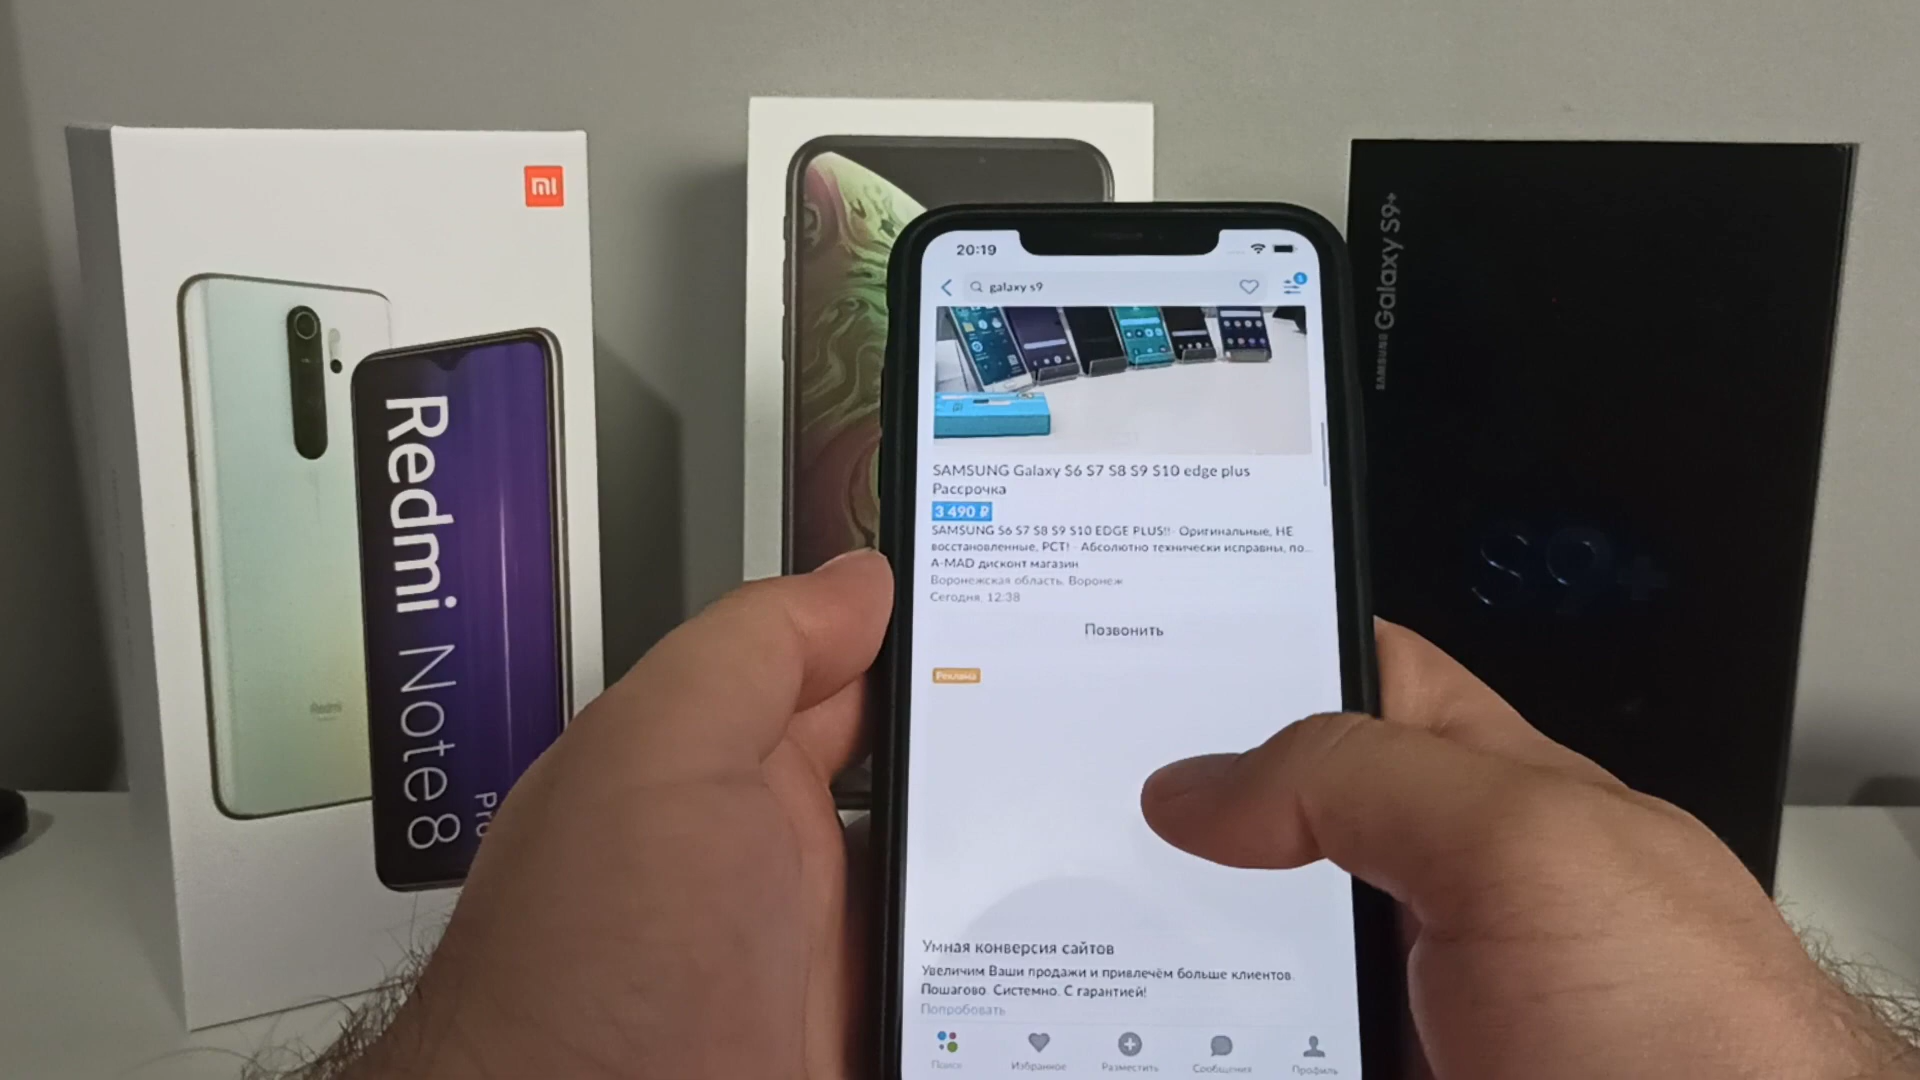 mi
Redmi Note 8
Pro
Redmi
SAMSUNG Galaxy S9+
S9+
20:19
galaxy s9
SAMSUNG Galaxy S6 S7 S8 S9 S10 edge plus
Рассрочка
3 490 ₽
SAMSUNG S6 S7 S8 S9 S10 EDGE PLUS!! · Оригинальные, НЕ
восстановленные, РСТ! · Абсолютно технически исправны, по...
A-MAD дисконт магазин
Воронежская область, Воронеж
Сегодня, 12:38
Позвонить
Реклама
Умная конверсия сайтов
Увеличим Ваши продажи и привлечём больше клиентов.
Пошагово. Системно. С гарантией!
Попробовать
Поиск
Избранное
Разместить
Сообщения
Профиль